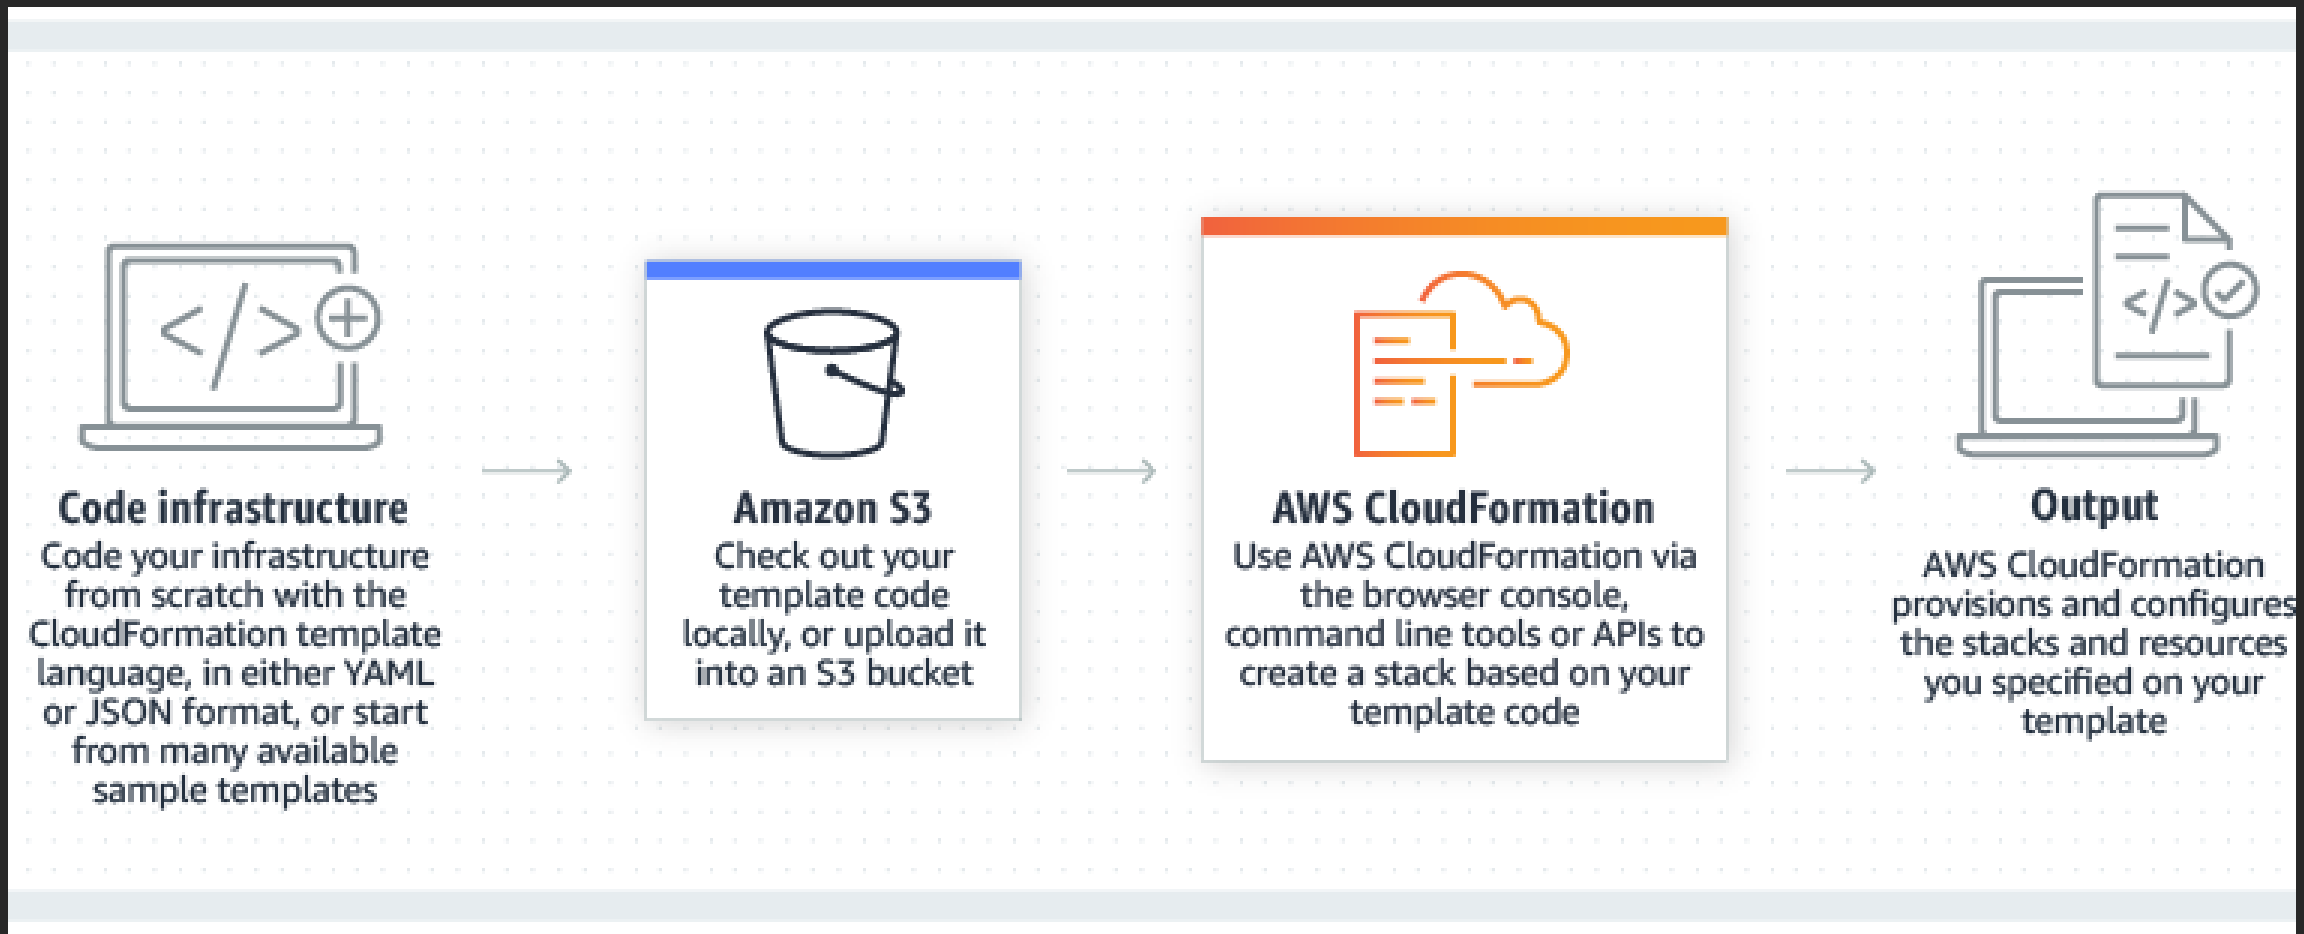 </>
Code infrastructure
Code your infrastructure
from scratch with the
CloudFormation template
language, in either YAML
or JSON format, or start
from many available
sample templates
Amazon S3
Check out your
template code
locally, or upload it
into an S3 bucket
AWS CloudFormation
Use AWS CloudFormation via
the browser console,
command line tools or APIs to
create a stack based on your
template code
</>
Output
AWS CloudFormation
provisions and configures
the stacks and resources
you specified on your
template